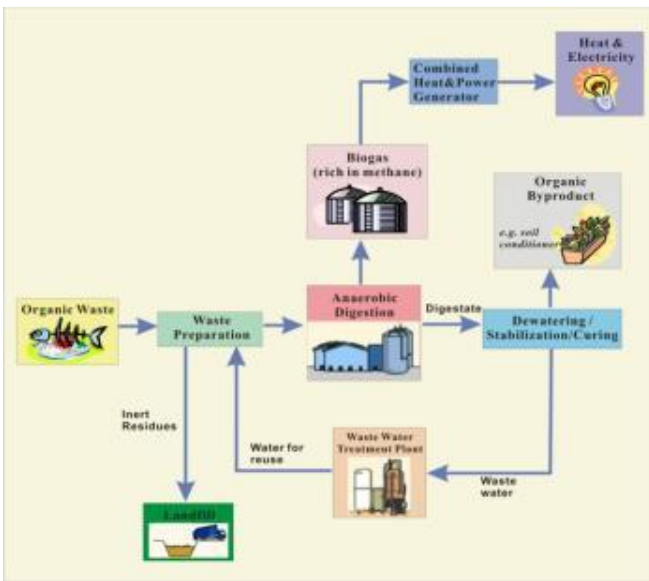 Heat &
Electricity
Combined
Heat&Power
Generator
Biogas
(rich in methane)
Organic
Byproduct
e.g. soil
conditioner
Organic Waste
Waste
Preparation
Anaerobic
Digestion
Digestate
Dewatering /
Stabilization/Curing
Inert
Residues
Water for
reuse
Waste Water
Treatment Plant
Waste
water
Landfill